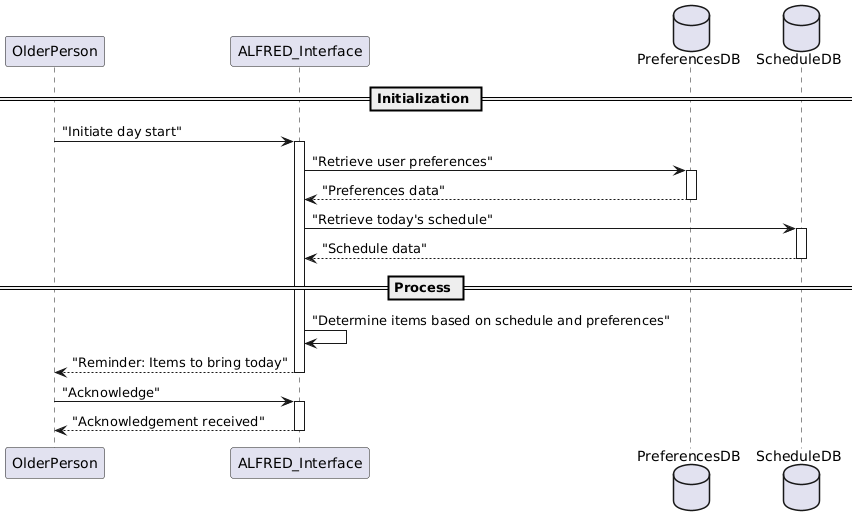 OlderPerson
ALFRED_Interface
PreferencesDB
ScheduleDB
Initialization
"Initiate day start"
"Retrieve user preferences"
"Preferences data"
"Retrieve today's schedule"
"Schedule data"
Process
"Determine items based on schedule and preferences"
"Reminder: Items to bring today"
"Acknowledge"
"Acknowledgement received"
OlderPerson
ALFRED_Interface
PreferencesDB
ScheduleDB